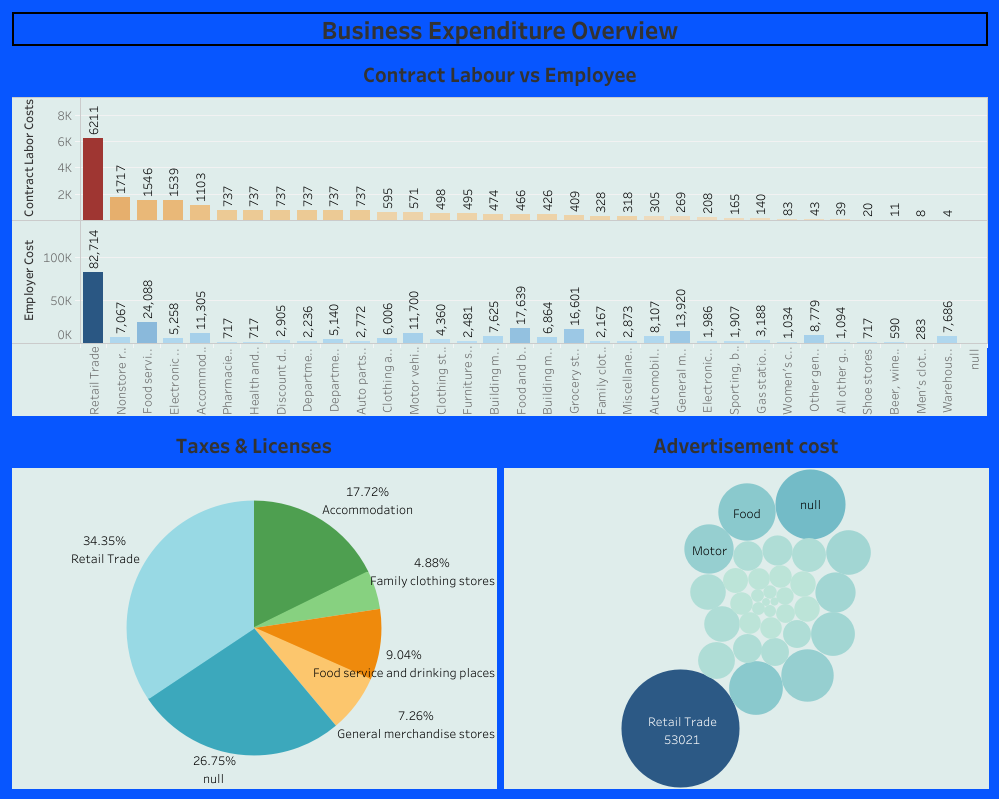 Business Expenditure Overview
Contract Labour vs Employee
Contract Labor Costs
8K
6K
4K
2K
6211
1717
1546
1539
1103
737
737
737
737
737
737
595
571
498
495
474
466
426
409
328
318
305
269
208
165
140
83
43
39
20
11
8
4
Employer Cost
100K
50K
0K
82,714
7,067
24,088
5,258
11,305
717
717
2,905
2,236
5,140
2,772
6,006
11,700
4,360
2,481
7,625
17,639
6,864
16,601
2,167
2,873
8,107
13,920
1,986
1,907
3,188
1,034
8,779
1,094
717
590
283
7,686
Retail Trade
Nonstore r..
Food servi..
Electronic ..
Accommod..
Pharmacie..
Health and..
Discount d..
Departme..
Departme..
Auto parts..
Clothing a..
Motor vehi..
Clothing st..
Furniture s..
Building m..
Food and b..
Building m..
Grocery st..
Family clot..
Miscellane..
Automobil..
General m..
Electronic..
Sporting, b..
Gas statio..
Women's c..
Other gen..
All other g..
Shoe stores
Beer, wine..
Men's clot..
Warehous..
null
Taxes & Licenses
17.72%
Accommodation
34.35%
Retail Trade
4.88%
Family clothing stores
9.04%
Food service and drinking places
7.26%
General merchandise stores
26.75%
null
Advertisement cost
null
Food
Motor
Retail Trade
53021